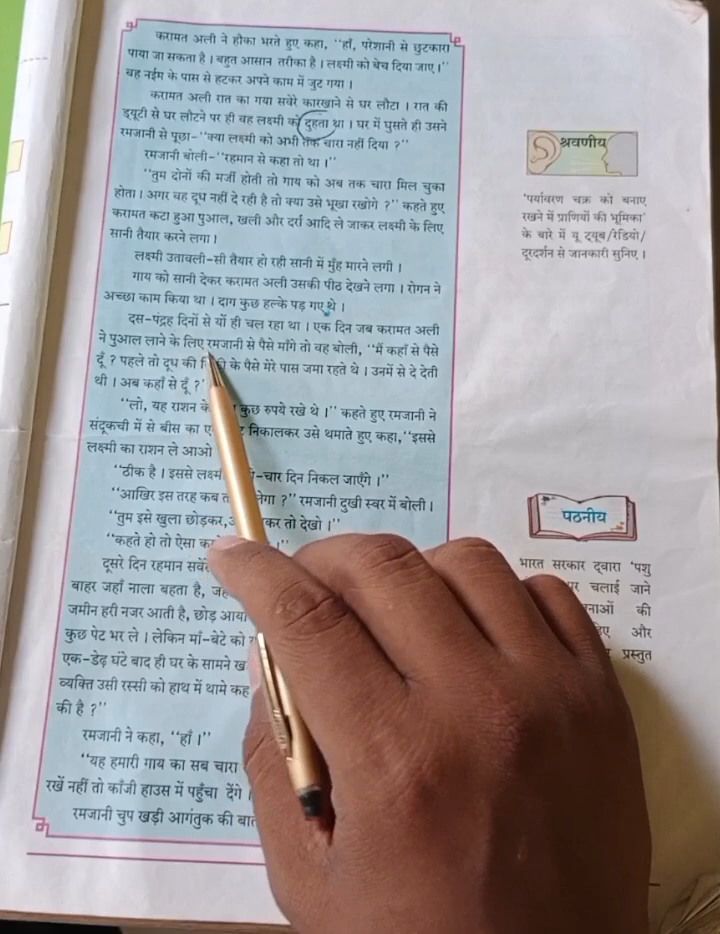 करामत अली ने हौका भरते हुए कहा, ‘‘हाँ, परेशानी से छुटकारा
पाया जा सकता है । बहुत आसान तरीका है । लक्ष्मी को बेच दिया जाए ।’’
वह नईम के पास से हटकर अपने काम में जुट गया ।
करामत अली रात का गया सवेरे कारखाने से घर लौटा । रात की
ड्यूटी से घर लौटने पर ही वह लक्ष्मी को दुहता था । घर में घुसते ही उसने
रमजानी से पूछा-‘‘क्या लक्ष्मी को अभी तक चारा नहीं दिया ?’’
रमजानी बोली-‘‘रहमान से कहा तो था ।’’
‘‘तुम दोनों की मर्जी होती तो गाय को अब तक चारा मिल चुका
होता । अगर वह दूध नहीं दे रही है तो क्या उसे भूखा रखोगे ?’’ कहते हुए
करामत कटा हुआ पुआल, खली और दर्रा आदि ले जाकर लक्ष्मी के लिए
सानी तैयार करने लगा ।
लक्ष्मी उतावली-सी तैयार हो रही सानी में मुँह मारने लगी ।
गाय को सानी देकर करामत अली उसकी पीठ देखने लगा । रोगन ने
अच्छा काम किया था । दाग कुछ हल्के पड़ गए थे ।
दस-पंद्रह दिनों से यों ही चल रहा था । एक दिन जब करामत अली
ने पुआल लाने के लिए रमजानी से पैसे माँगे तो वह बोली, ‘‘मैं कहाँ से पैसे
दूँ ? पहले तो दूध की के पैसे मेरे पास जमा रहते थे । उनमें से दे देती
थी । अब कहाँ से दूँ ?’
‘‘लो, यह राशन के कुछ रुपये रखे थे ।’’ कहते हुए रमजानी ने
संदूकची में से बीस का निकालकर उसे थमाते हुए कहा,‘‘इससे
लक्ष्मी का राशन ले आओ
‘‘ठीक है । इससे लक्ष्मी -चार दिन निकल जाएँगे ।’’
‘‘आखिर इस तरह कब ?’’ रमजानी दुखी स्वर में बोली ।
‘‘तुम इसे खुला छोड़कर, कर तो देखो ।’’
‘‘कहते हो तो ऐसा
दूसरे दिन रहमान सवेरे
बाहर जहाँ नाला बहता है,
जमीन हरी नजर आती है, छोड़ आया
कुछ पेट भर ले । लेकिन माँ-बेटे को
एक-डेढ़ घंटे बाद ही घर के सामने
व्यक्ति उसी रस्सी को हाथ में थामे कह
की है ?’’
रमजानी ने कहा, ‘‘हाँ ।’’
‘‘यह हमारी गाय का सब चारा
रखें नहीं तो काँजी हाउस में पहुँचा देंगे ।
रमजानी चुप खड़ी आगंतुक की
श्रवणीय
‘पर्यावरण चक्र को बनाए
रखने में प्राणियों की भूमिका’
के बारे में यू ट्यूब/रेडियो/
दूरदर्शन से जानकारी सुनिए ।
पठनीय
भारत सरकार द्वारा ‘पशु
चलाई जाने
की
और
प्रस्तुत